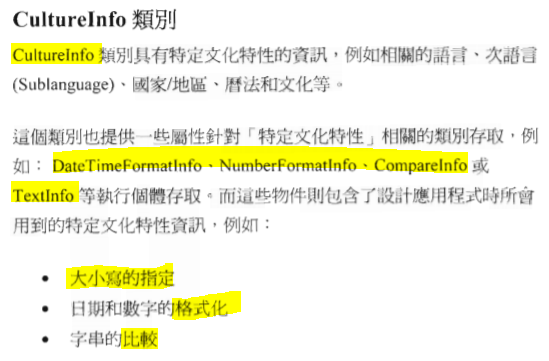 CultureInfo 類別
CultureInfo 類別具有特定文化特性的資訊，例如相關的語言、次語言
(Sublanguage)、國家/地區、曆法和文化等。
這個類別也提供一些屬性針對「特定文化特性」相關的類別存取，例
如： DateTimeFormatInfo、NumberFormatInfo、CompareInfo 或
TextInfo 等執行個體存取。而這些物件則包含了設計應用程式時所會
用到的特定文化特性資訊，例如：
• 大小寫的指定
• 日期和數字的格式化
• 字串的比較